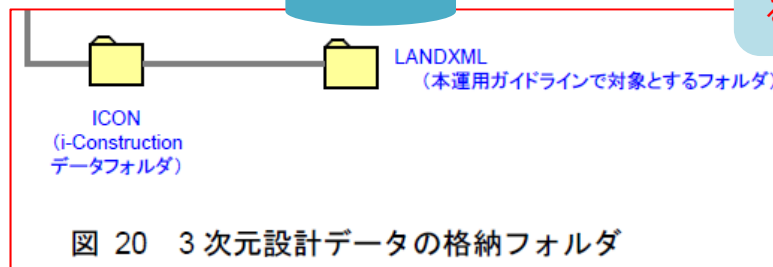 LANDXML
（本運用ガイドラインで対象とするフォルダ）
ICON
（i-Construction
データフォルダ）
図 20　3次元設計データの格納フォルダ